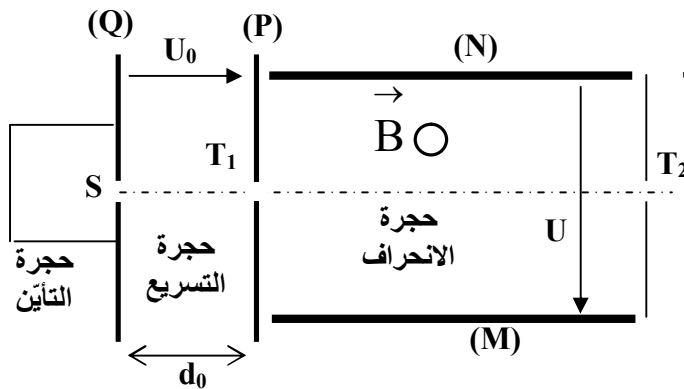 (Q)
(P)
U₀
(N)
B
T₁
T₂
S
حجرة
التأيّن
حجرة
التسريع
حجرة
الانحراف
U
(M)
d₀